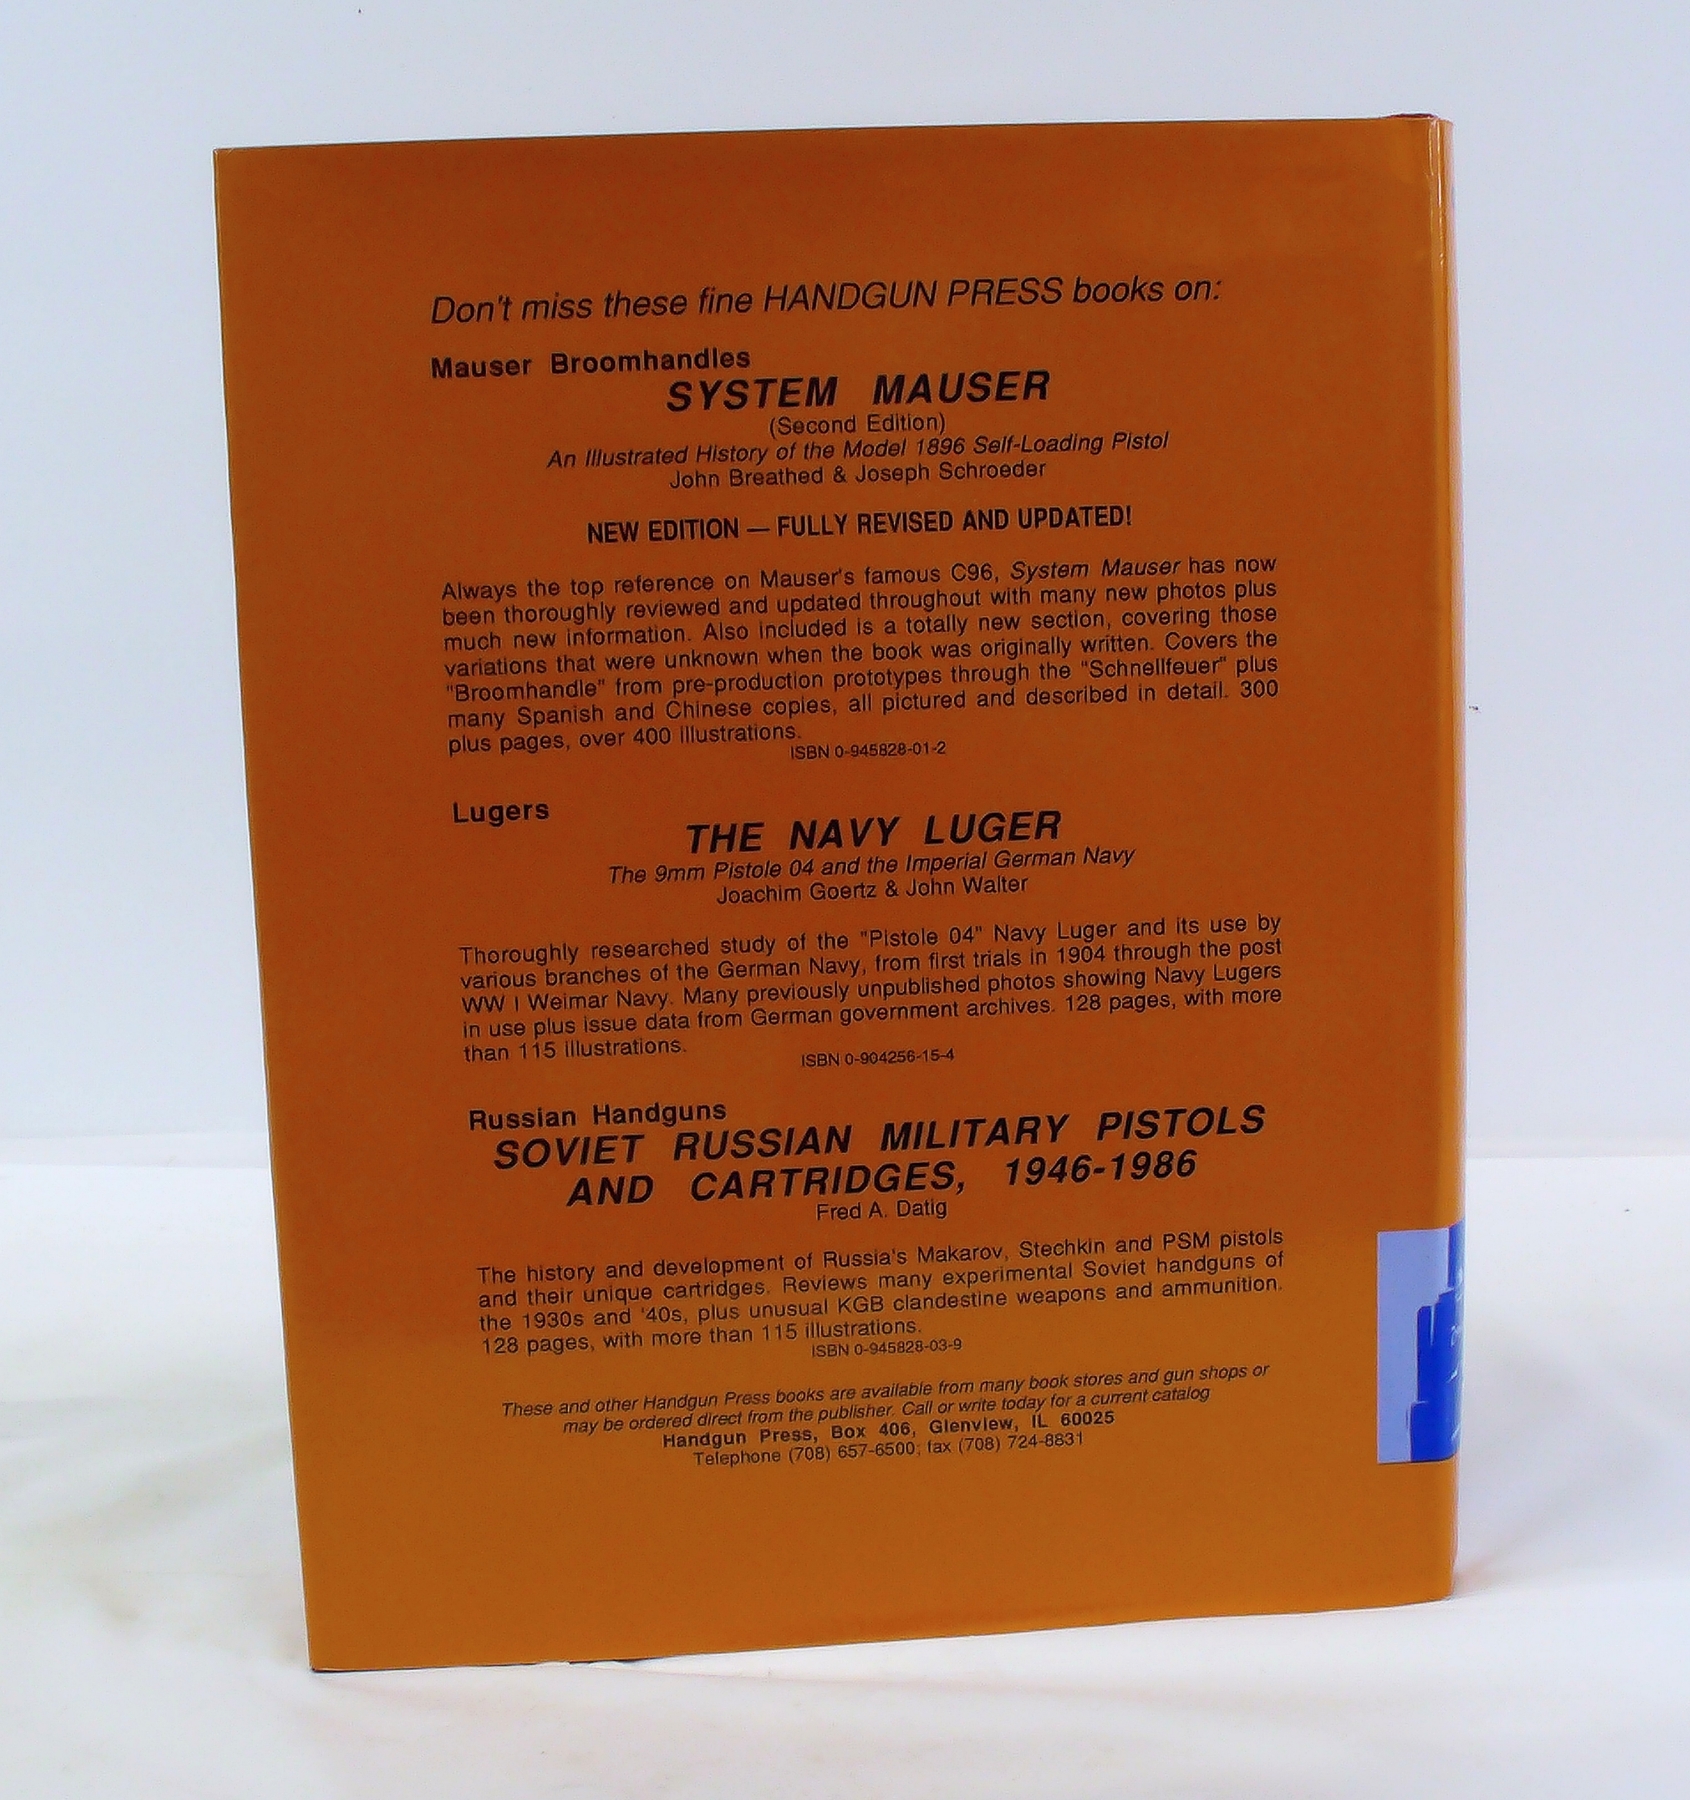 Don't miss these fine HANDGUN PRESS books on:
Mauser Broomhandles
SYSTEM MAUSER
(Second Edition)
An Illustrated History of the Model 1896 Self-Loading Pistol
John Breathed & Joseph Schroeder
NEW EDITION — FULLY REVISED AND UPDATED!
Always the top reference on Mauser's famous C96, System Mauser has now
been thoroughly reviewed and updated throughout with many new photos plus
much new information. Also included is a totally new section, covering those
variations that were unknown when the book was originally written. Covers the
"Broomhandle" from pre-production prototypes through the "Schnellfeuer" plus
many Spanish and Chinese copies, all pictured and described in detail. 300
plus pages, over 400 illustrations.
ISBN 0-945828-01-2
Lugers
THE NAVY LUGER
The 9mm Pistole 04 and the Imperial German Navy
Joachim Goertz & John Walter
Thoroughly researched study of the "Pistole 04" Navy Luger and its use by
various branches of the German Navy, from first trials in 1904 through the post
WW I Weimar Navy. Many previously unpublished photos showing Navy Lugers
in use plus issue data from German government archives. 128 pages, with more
than 115 illustrations.
ISBN 0-904256-15-4
Russian Handguns
SOVIET RUSSIAN MILITARY PISTOLS
AND CARTRIDGES, 1946-1986
Fred A. Datig
The history and development of Russia's Makarov, Stechkin and PSM pistols
and their unique cartridges. Reviews many experimental Soviet handguns of
the 1930s and '40s, plus unusual KGB clandestine weapons and ammunition.
128 pages, with more than 115 illustrations.
ISBN 0-945828-03-9
These and other Handgun Press books are available from many book stores and gun shops or
may be ordered direct from the publisher. Call or write today for a current catalog
Handgun Press, Box 406, Glenview, IL 60025
Telephone (708) 657-6500; fax (708) 724-8831